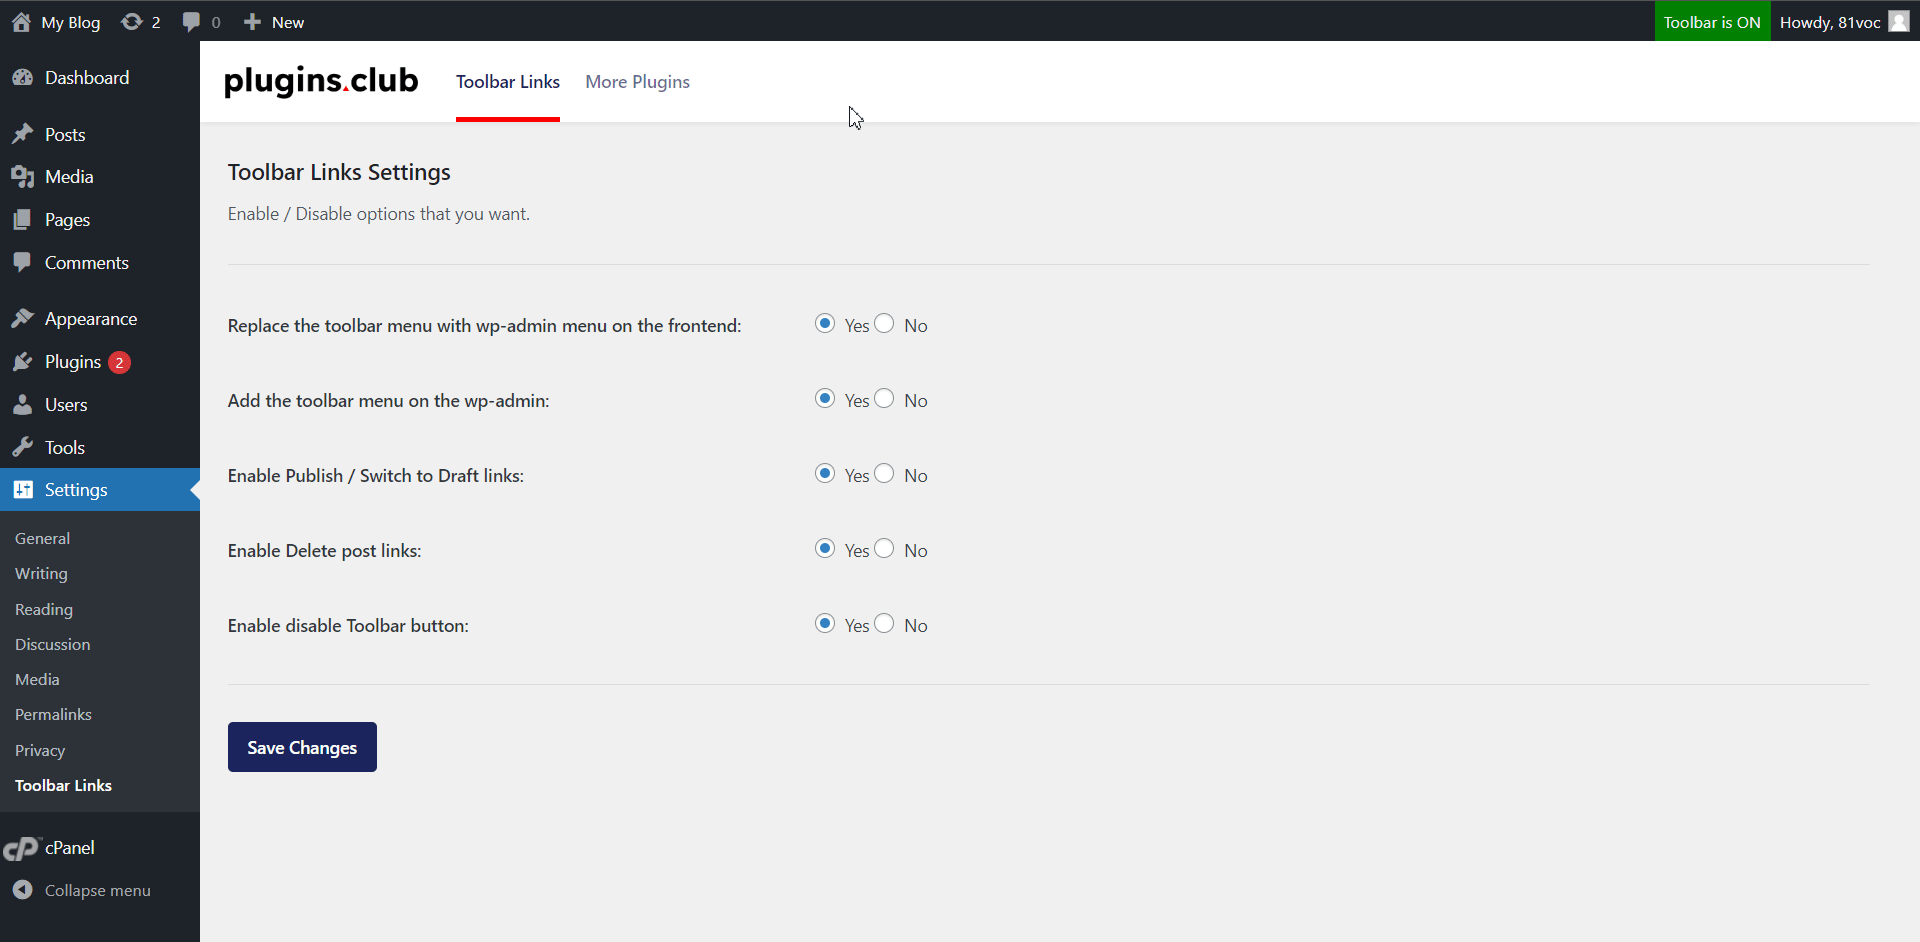 My Blog 2 0 New Toolbar is ON Howdy, 81voc
Dashboard
Posts
Media
Pages
Comments
Appearance
Plugins 2
Users
Tools
Settings
General
Writing
Reading
Discussion
Media
Permalinks
Privacy
Toolbar Links
cP cPanel
Collapse menu
plugins.club Toolbar Links More Plugins
Toolbar Links Settings
Enable / Disable options that you want.
Replace the toolbar menu with wp-admin menu on the frontend: Yes No
Add the toolbar menu on the wp-admin: Yes No
Enable Publish / Switch to Draft links: Yes No
Enable Delete post links: Yes No
Enable disable Toolbar button: Yes No
Save Changes